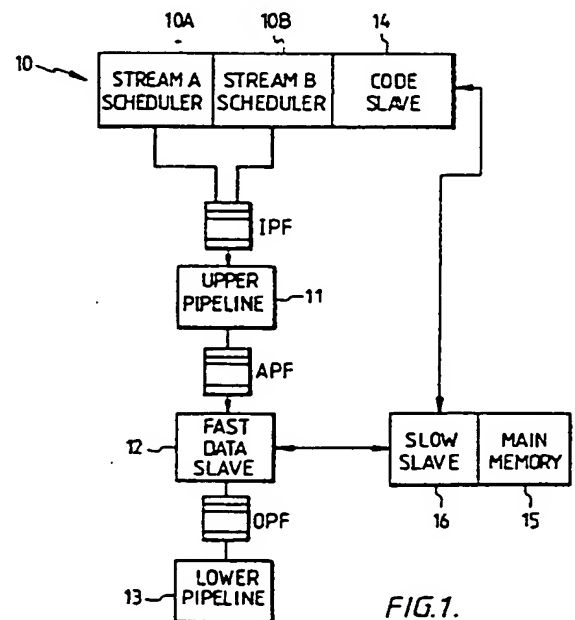 10A 10B 14
10
STREAM A SCHEDULER
STREAM B SCHEDULER
CODE SLAVE
IPF
UPPER PIPELINE
11
APF
12
FAST DATA SLAVE
SLOW SLAVE
MAIN MEMORY
16 15
OPF
13
LOWER PIPELINE
FIG.1.